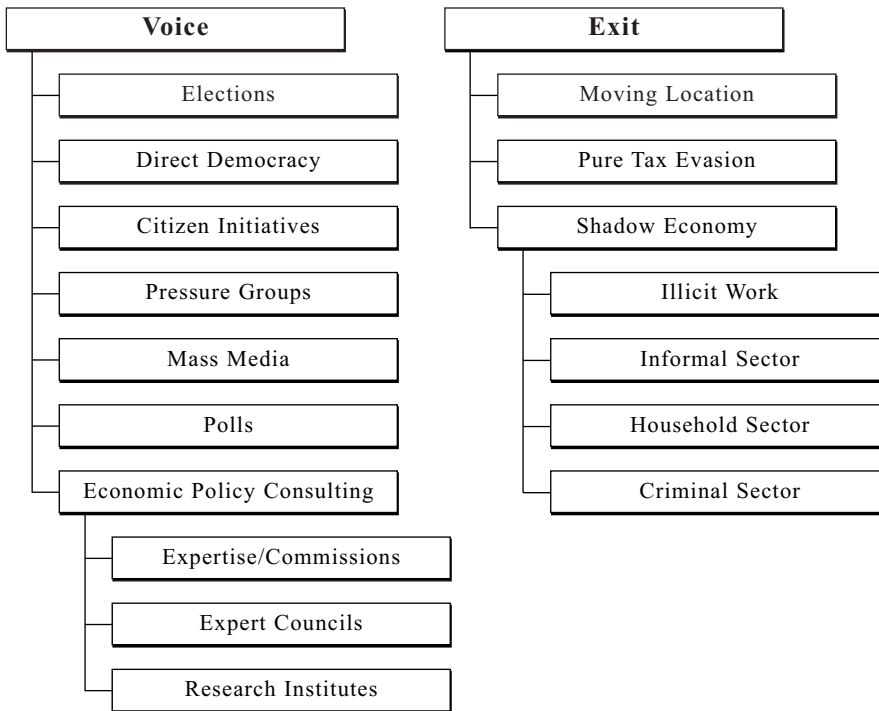 Voice
Elections
Direct Democracy
Citizen Initiatives
Pressure Groups
Mass Media
Polls
Economic Policy Consulting
Expertise/Commissions
Expert Councils
Research Institutes
Exit
Moving Location
Pure Tax Evasion
Shadow Economy
Illicit Work
Informal Sector
Household Sector
Criminal Sector